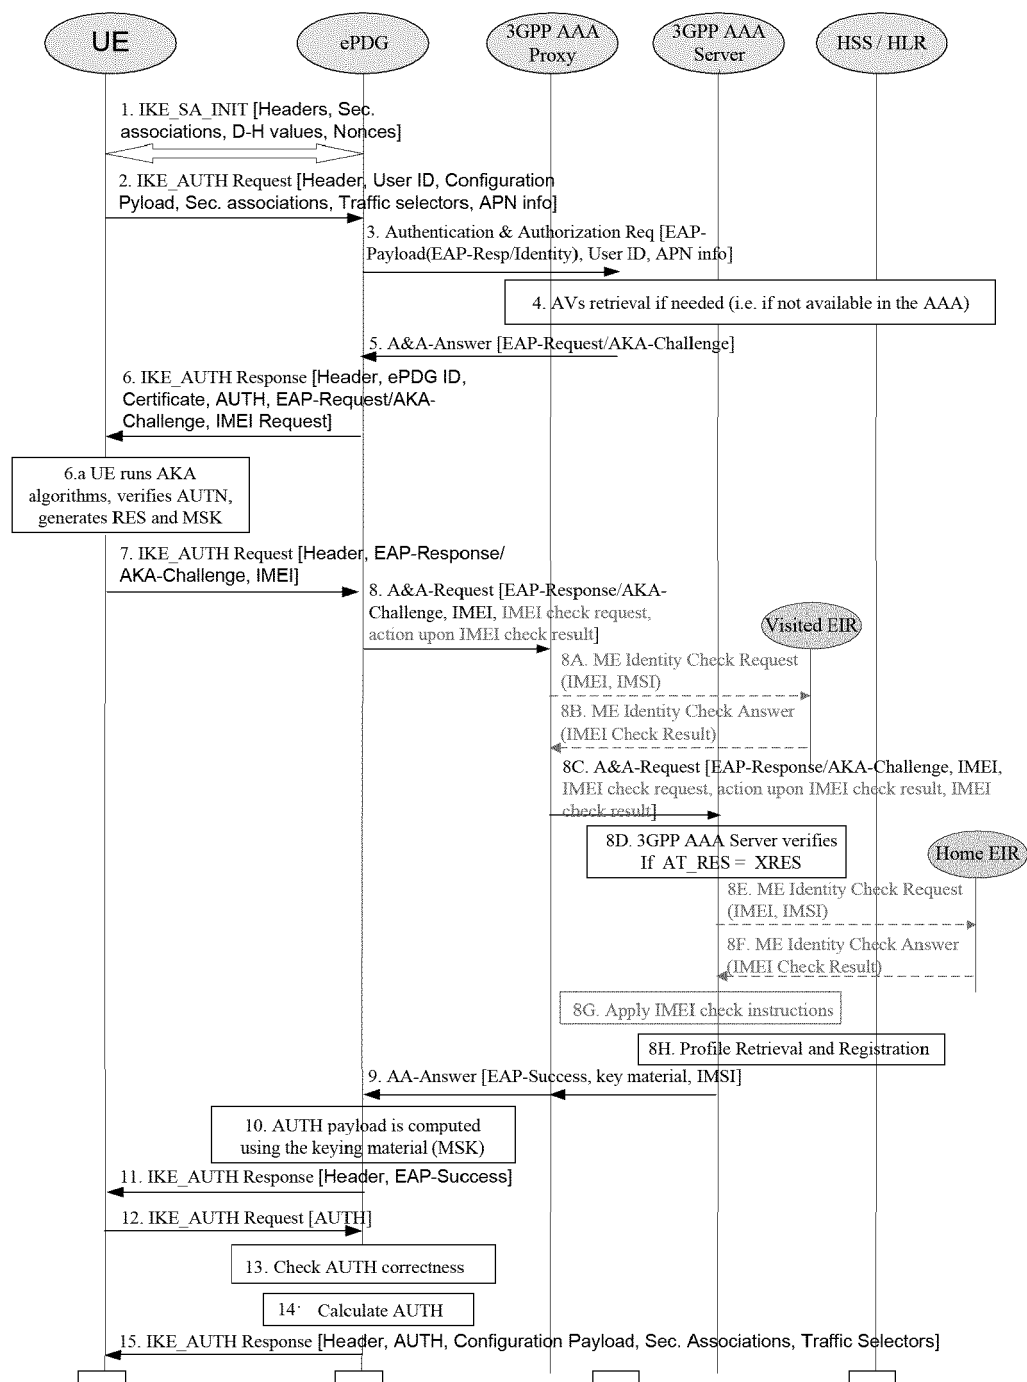 UE
ePDG
3GPP AAA
Proxy
3GPP AAA
Server
HSS / HLR
1. IKE_SA_INIT [Headers, Sec.
associations, D-H values, Nonces]
2. IKE_AUTH Request [Header, User ID, Configuration
Pyload, Sec. associations, Traffic selectors, APN info]
3. Authentication & Authorization Req [EAP-
Payload(EAP-Resp/Identity), User ID, APN info]
4. AVs retrieval if needed (i.e. if not available in the AAA)
5. A&A-Answer [EAP-Request/AKA-Challenge]
6. IKE_AUTH Response [Header, ePDG ID,
Certificate, AUTH, EAP-Request/AKA-
Challenge, IMEI Request]
6.a UE runs AKA
algorithms, verifies AUTN,
generates RES and MSK
7. IKE_AUTH Request [Header, EAP-Response/
AKA-Challenge, IMEI]
8. A&A-Request [EAP-Response/AKA-
Challenge, IMEI, IMEI check request,
action upon IMEI check result]
Visited EIR
8A. ME Identity Check Request
(IMEI, IMSI)
8B. ME Identity Check Answer
(IMEI Check Result)
8C. A&A-Request [EAP-Response/AKA-Challenge, IMEI,
IMEI check request, action upon IMEI check result, IMEI
check result]
8D. 3GPP AAA Server verifies
If AT_RES = XRES
Home EIR
8E. ME Identity Check Request
(IMEI, IMSI)
8F. ME Identity Check Answer
(IMEI Check Result)
8G. Apply IMEI check instructions
8H. Profile Retrieval and Registration
9. AA-Answer [EAP-Success, key material, IMSI]
10. AUTH payload is computed
using the keying material (MSK)
11. IKE_AUTH Response [Header, EAP-Success]
12. IKE_AUTH Request [AUTH]
13. Check AUTH correctness
14· Calculate AUTH
15. IKE_AUTH Response [Header, AUTH, Configuration Payload, Sec. Associations, Traffic Selectors]